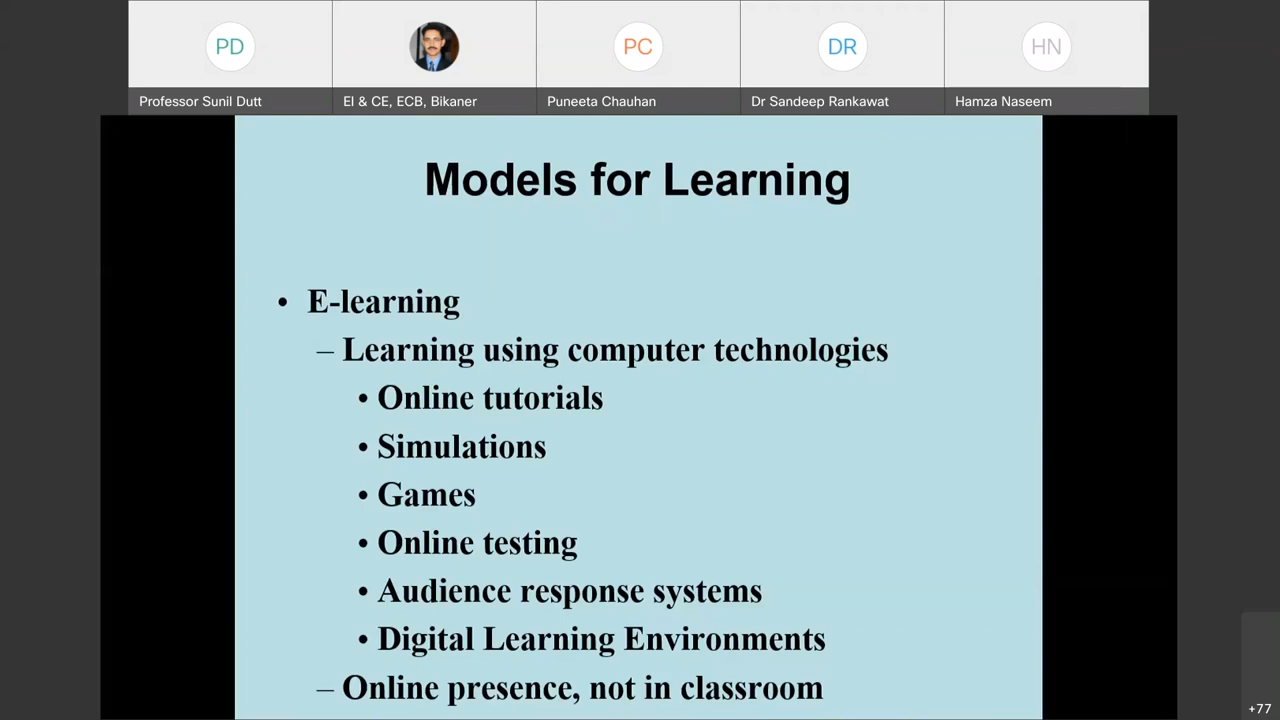 PD
PC
DR
HN
Professor Sunil Dutt
EI & CE, ECB, Bikaner
Puneeta Chauhan
Dr Sandeep Rankawat
Hamza Naseem
Models for Learning
• E-learning
– Learning using computer technologies
• Online tutorials
• Simulations
• Games
• Online testing
• Audience response systems
• Digital Learning Environments
– Online presence, not in classroom
+77